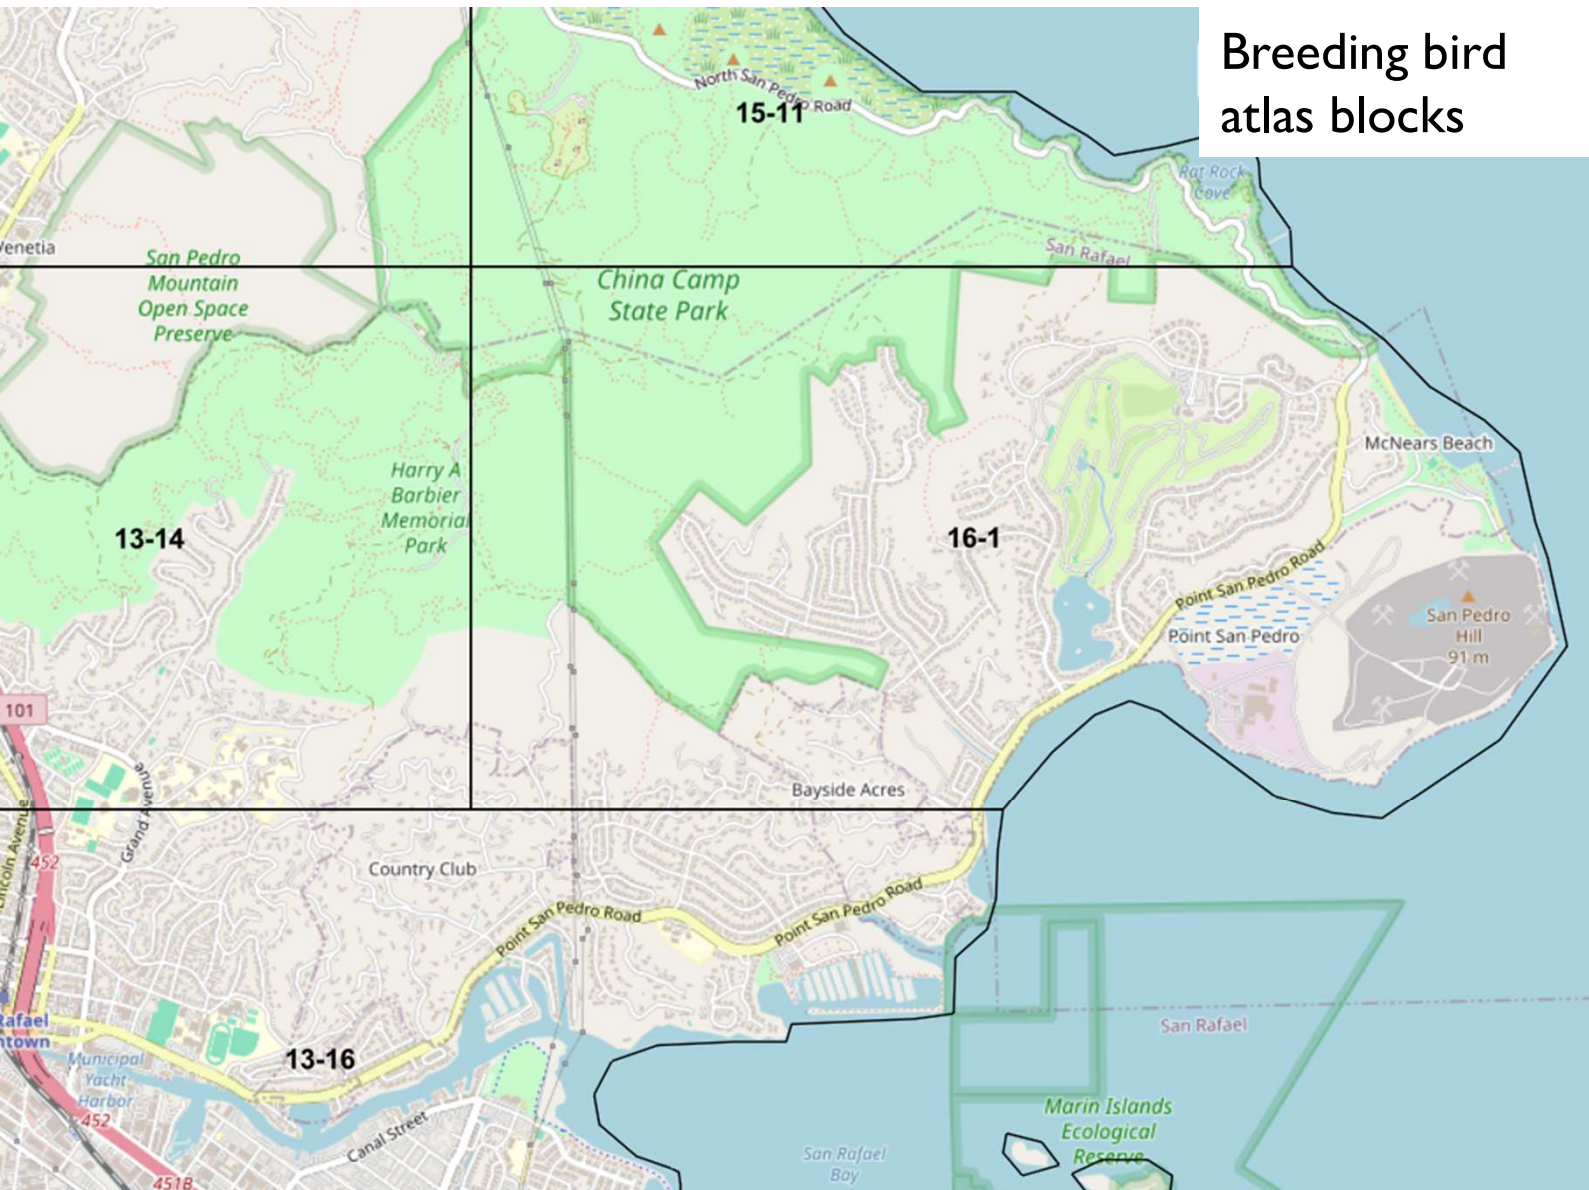 Breeding bird
atlas blocks
North San Pedro Road
15-11
Rat Rock
Cove
San Rafael
Venetia
San Pedro
Mountain
Open Space
Preserve
China Camp
State Park
McNears Beach
Harry A
Barbier
Memorial
Park
13-14
16-1
Point San Pedro Road
San Pedro
Hill
91 m
Point San Pedro
101
Bayside Acres
Grand Avenue
Lincoln Avenue
452
Country Club
Point San Pedro Road
Point San Pedro Road
Rafael
ntown
San Rafael
Municipal
Yacht
Harbor
13-16
452
Canal Street
Marin Islands
Ecological
Reserve
San Rafael
Bay
451B